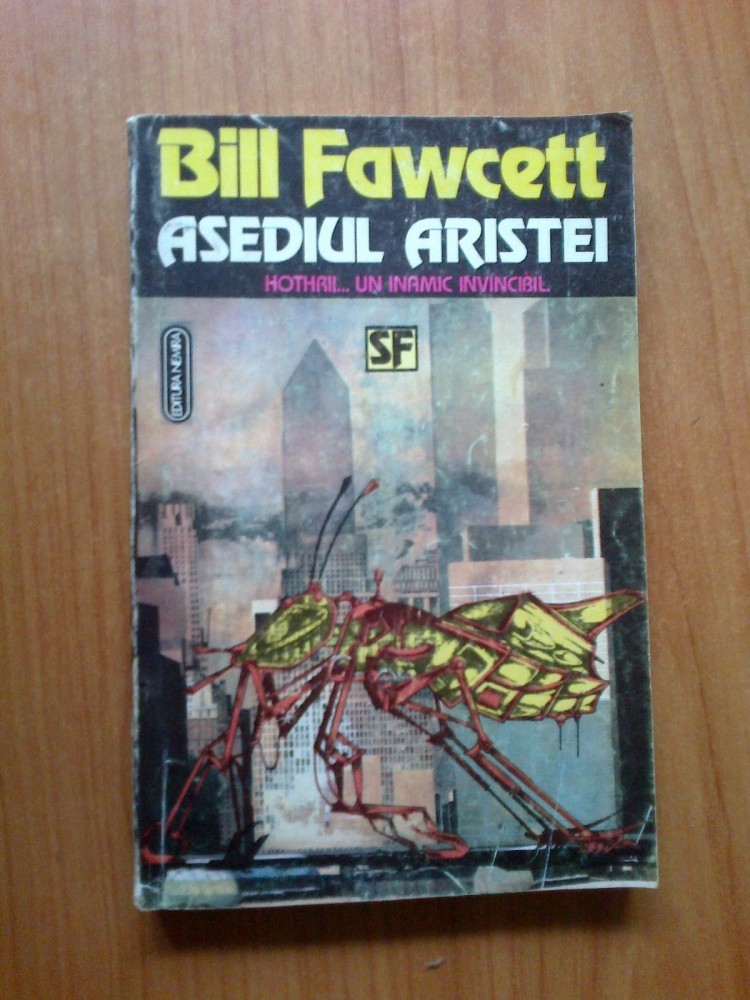 Bill Fawcett
ASEDIUL ARISTEI
HOTHRII... UN INAMIC INVINCIBIL.
SF
EDITURA NEMIRA